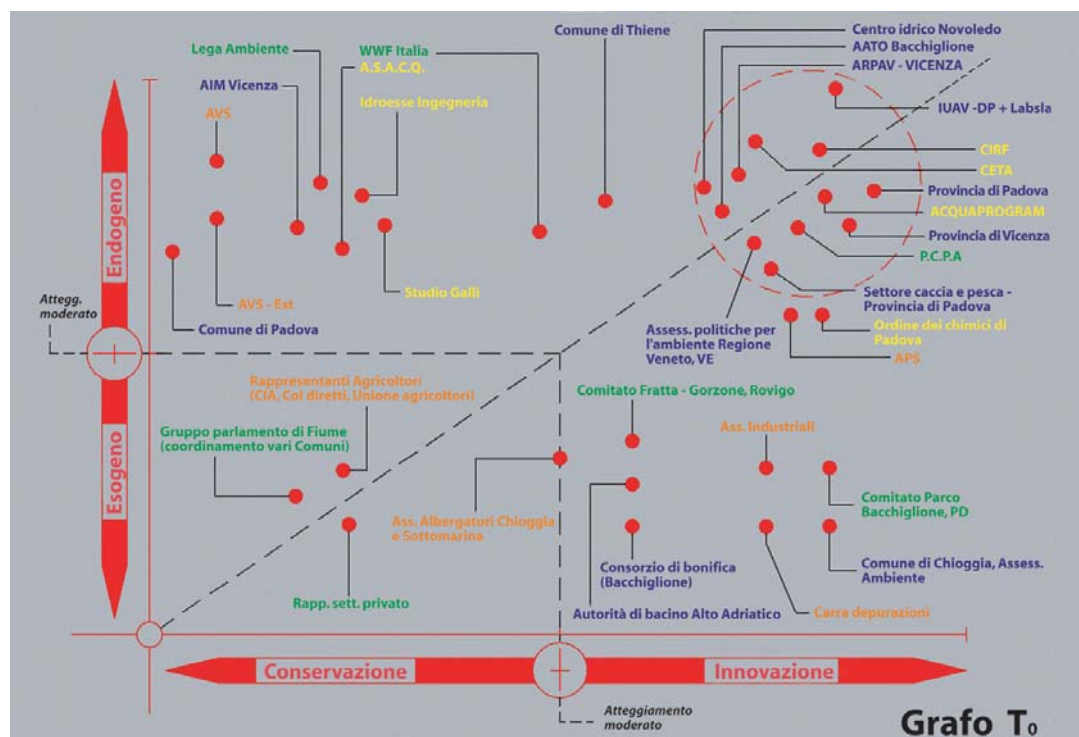 Lega Ambiente
WWF Italia
A.S.A.C.Q.
Comune di Thiene
Centro idrico Novoledo
AATO Bacchiglione
ARPAV - VICENZA
AIM Vicenza
Idroesse Ingegneria
IUAV -DP + Labsla
AVS
CIRF
CETA
Provincia di Padova
ACQUAPROGRAM
Provincia di Vicenza
P.C.P.A
Endogeno
Studio Galli
AVS - Est
Settore caccia e pesca -
Provincia di Padova
Attegg.
moderato
Comune di Padova
Assess. politiche per
l'ambiente Regione
Veneto, VE
Ordine dei chimici di
Padova
APS
Rappresentanti Agricoltori
(CIA, Col diretti, Unione agricoltori)
Comitato Fratta - Gorzone, Rovigo
Gruppo parlamento di Fiume
(coordinamento vari Comuni)
Ass. Industriali
Esogeno
Comitato Parco
Bacchiglione, PD
Ass. Albergatori Chioggia
e Sottomarina
Consorzio di bonifica
(Bacchiglione)
Comune di Chioggia, Assess.
Ambiente
Rapp. sett. privato
Autorità di bacino Alto Adriatico
Carra depurazioni
Conservazione
Innovazione
Atteggiamento
moderato
Grafo T0